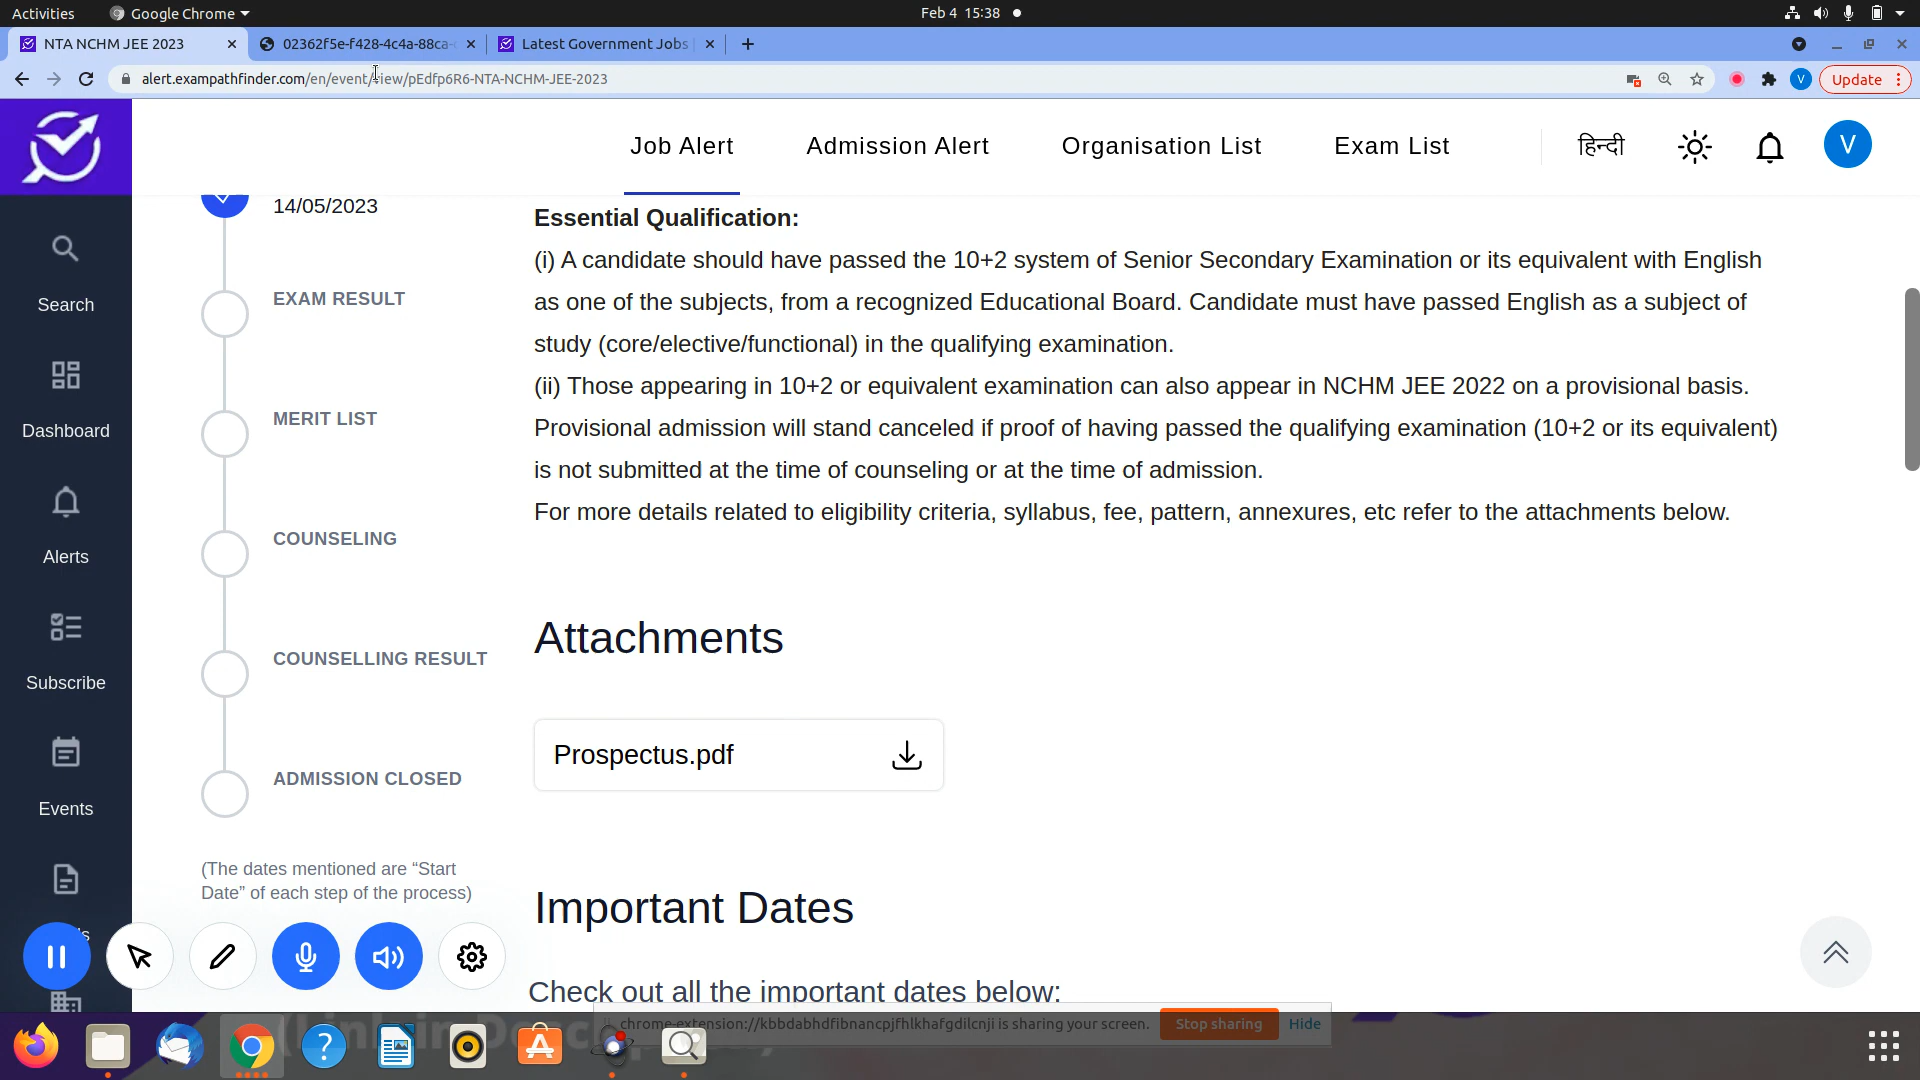 Activities
Google Chrome
Feb 4 15:38
NTA NCHM JEE 2023
02362f5e-f428-4c4a-88ca-
Latest Government Jobs
alert.exampathfinder.com/en/event/view/pEdfp6R6-NTA-NCHM-JEE-2023
V
Update
Job Alert
Admission Alert
Organisation List
Exam List
हिन्दी
V
Search
Dashboard
Alerts
Subscribe
Events
14/05/2023
EXAM RESULT
MERIT LIST
COUNSELING
COUNSELLING RESULT
ADMISSION CLOSED
(The dates mentioned are “Start
Date” of each step of the process)
Essential Qualification:
(i) A candidate should have passed the 10+2 system of Senior Secondary Examination or its equivalent with English
as one of the subjects, from a recognized Educational Board. Candidate must have passed English as a subject of
study (core/elective/functional) in the qualifying examination.
(ii) Those appearing in 10+2 or equivalent examination can also appear in NCHM JEE 2022 on a provisional basis.
Provisional admission will stand canceled if proof of having passed the qualifying examination (10+2 or its equivalent)
is not submitted at the time of counseling or at the time of admission.
For more details related to eligibility criteria, syllabus, fee, pattern, annexures, etc refer to the attachments below.
Attachments
Prospectus.pdf
Important Dates
Check out all the important dates below:
chrome-extension://kbbdabhdfibnancpjfhlkhafgdilcnji is sharing your screen.
Stop sharing
Hide